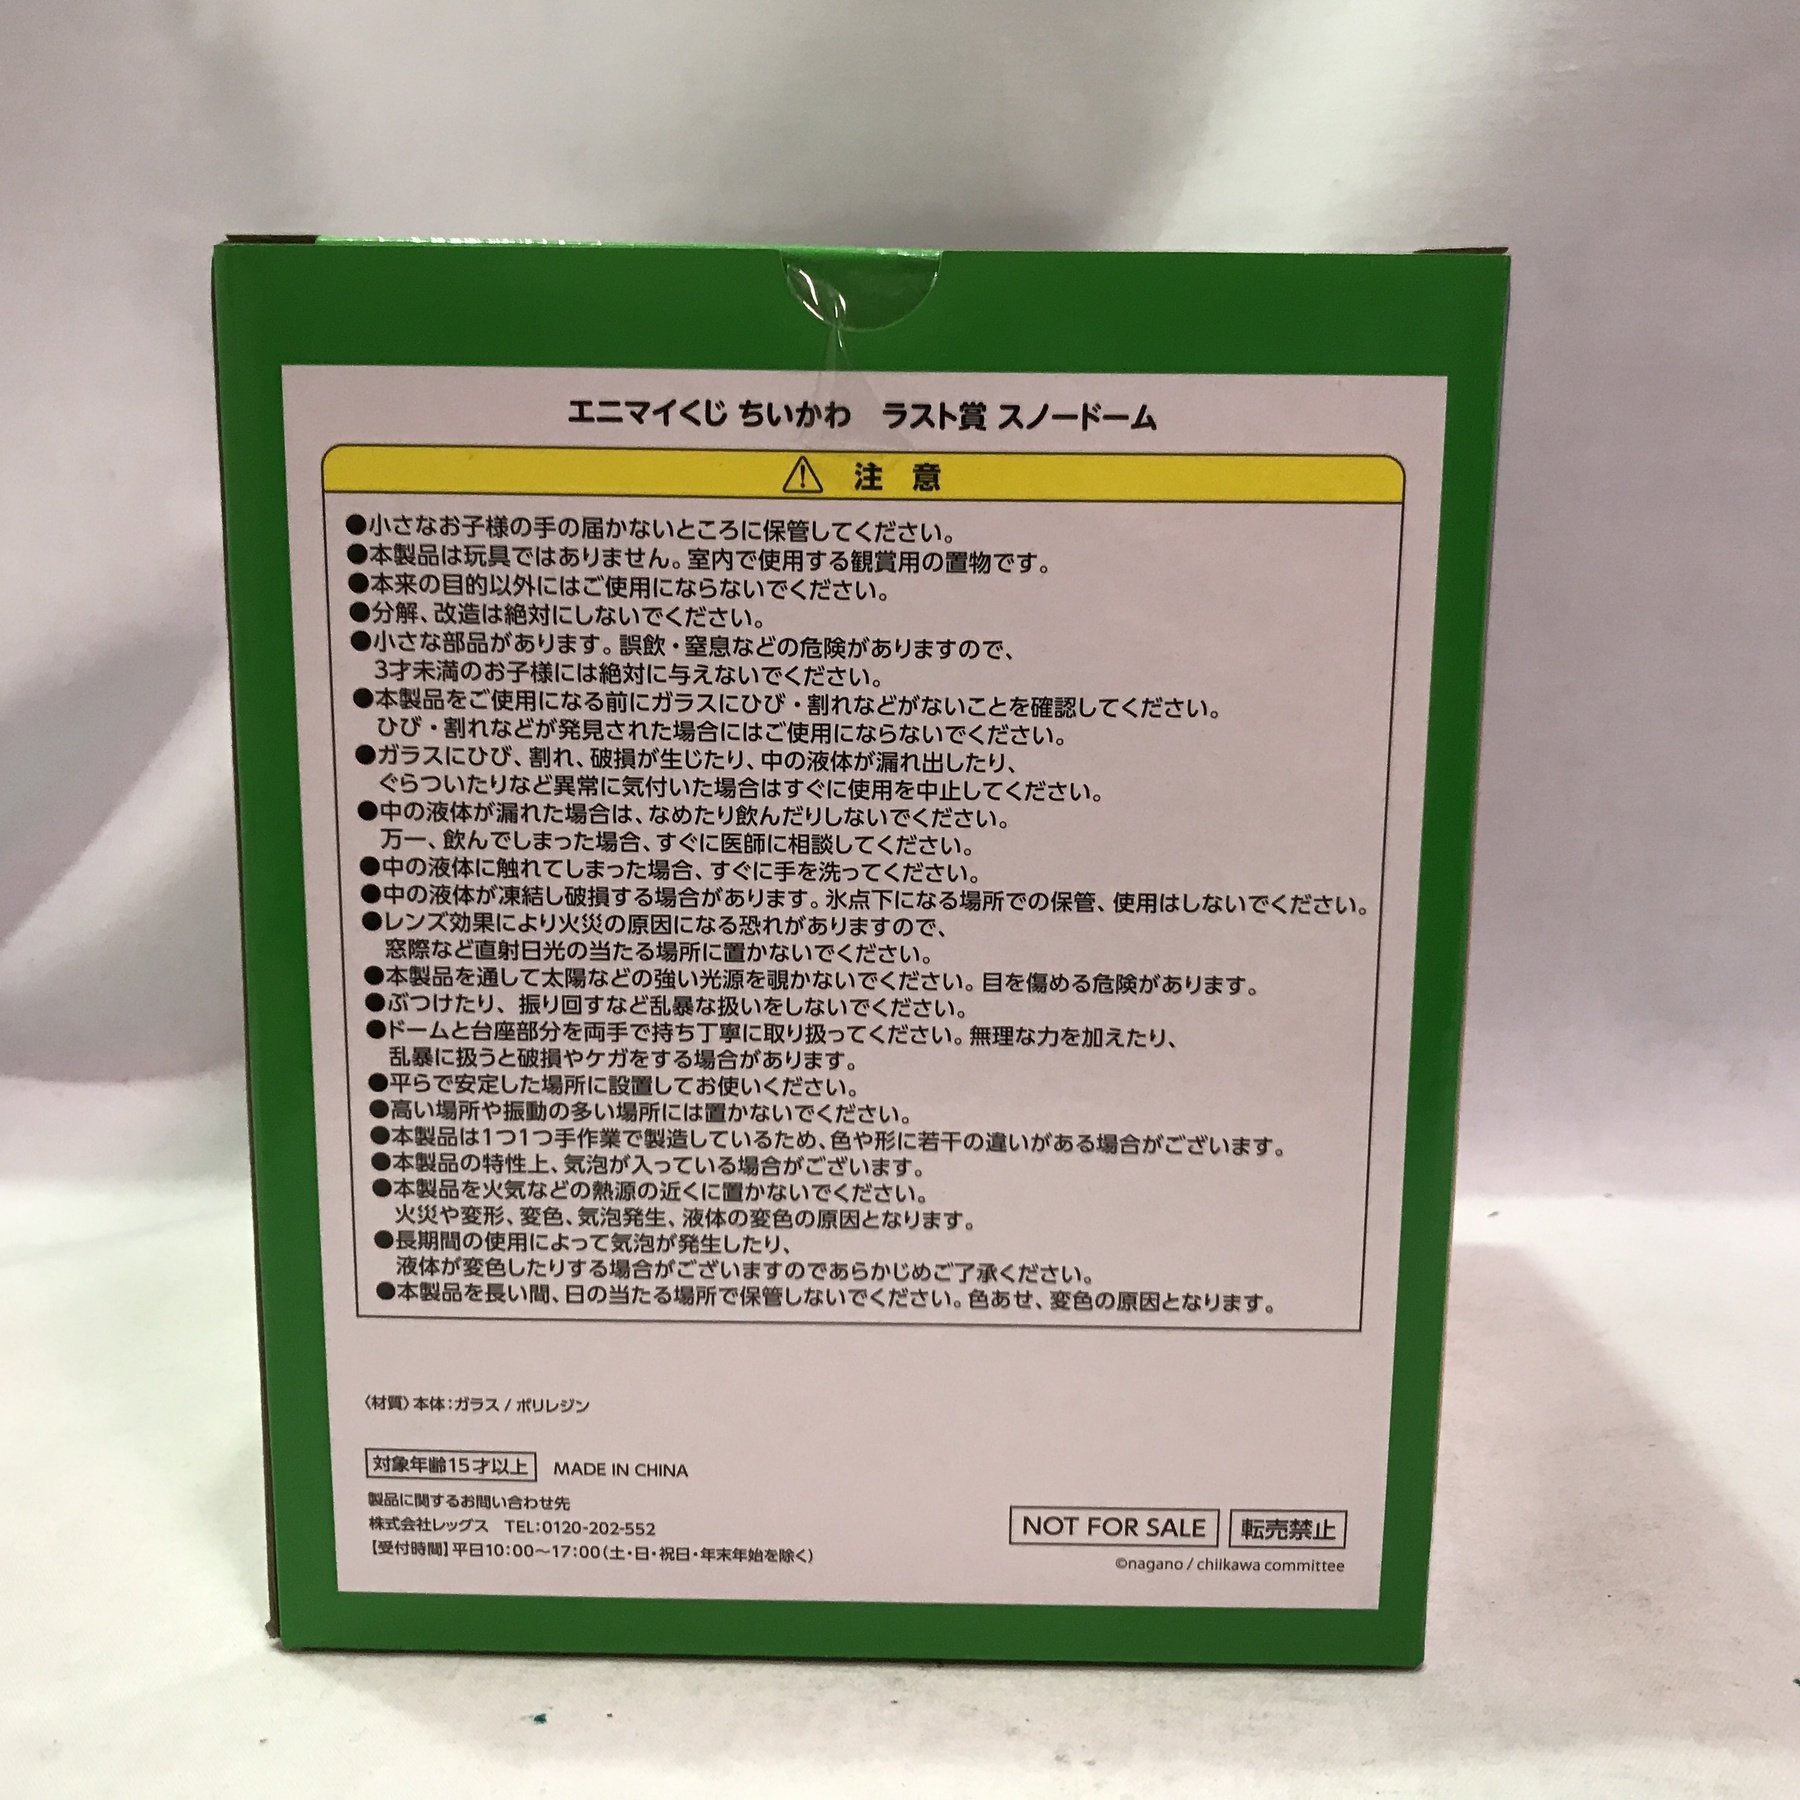 エニマイくじ ちいかわ　ラスト賞 スノードーム
注 意
●小さなお子様の手の届かないところに保管してください。
●本製品は玩具ではありません。室内で使用する観賞用の置物です。
●本来の目的以外にはご使用にならないでください。
●分解、改造は絶対にしないでください。
●小さな部品があります。誤飲・窒息などの危険がありますので、
3才未満のお子様には絶対に与えないでください。
●本製品をご使用になる前にガラスにひび・割れなどがないことを確認してください。
ひび・割れなどが発見された場合にはご使用にならないでください。
●ガラスにひび、割れ、破損が生じたり、中の液体が漏れ出したり、
ぐらついたりなど異常に気付いた場合はすぐに使用を中止してください。
●中の液体が漏れた場合は、なめたり飲んだりしないでください。
万一、飲んでしまった場合、すぐに医師に相談してください。
●中の液体に触れてしまった場合、すぐに手を洗ってください。
●中の液体が凍結し破損する場合があります。氷点下になる場所での保管、使用はしないでください。
●レンズ効果により火災の原因になる恐れがありますので、
窓際など直射日光の当たる場所に置かないでください。
●本製品を通して太陽などの強い光源を覗かないでください。目を傷める危険があります。
●ぶつけたり、振り回すなど乱暴な扱いをしないでください。
●ドームと台座部分を両手で持ち丁寧に取り扱ってください。無理な力を加えたり、
乱暴に扱うと破損やケガをする場合があります。
●平らで安定した場所に設置してお使いください。
●高い場所や振動の多い場所には置かないでください。
●本製品は1つ1つ手作業で製造しているため、色や形に若干の違いがある場合がございます。
●本製品の特性上、気泡が入っている場合がございます。
●本製品を火気などの熱源の近くに置かないでください。
火災や変形、変色、気泡発生、液体の変色の原因となります。
●長期間の使用によって気泡が発生したり、
液体が変色したりする場合がございますのであらかじめご了承ください。
●本製品を長い間、日の当たる場所で保管しないでください。色あせ、変色の原因となります。
〈材質〉本体：ガラス / ポリレジン
対象年齢15才以上　MADE IN CHINA
製品に関するお問い合わせ先
株式会社レッグス　TEL：0120-202-552
【受付時間】平日10：00〜17：00（土・日・祝日・年末年始を除く）
NOT FOR SALE　転売禁止
©nagano / chiikawa committee